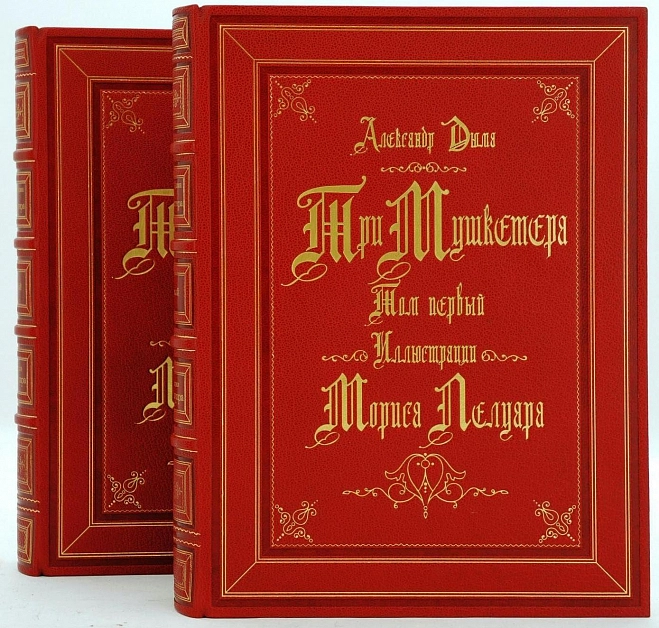 Александр Дюма
Три Мушкетера
Том первый
Иллюстрации
Мориса Лелуара